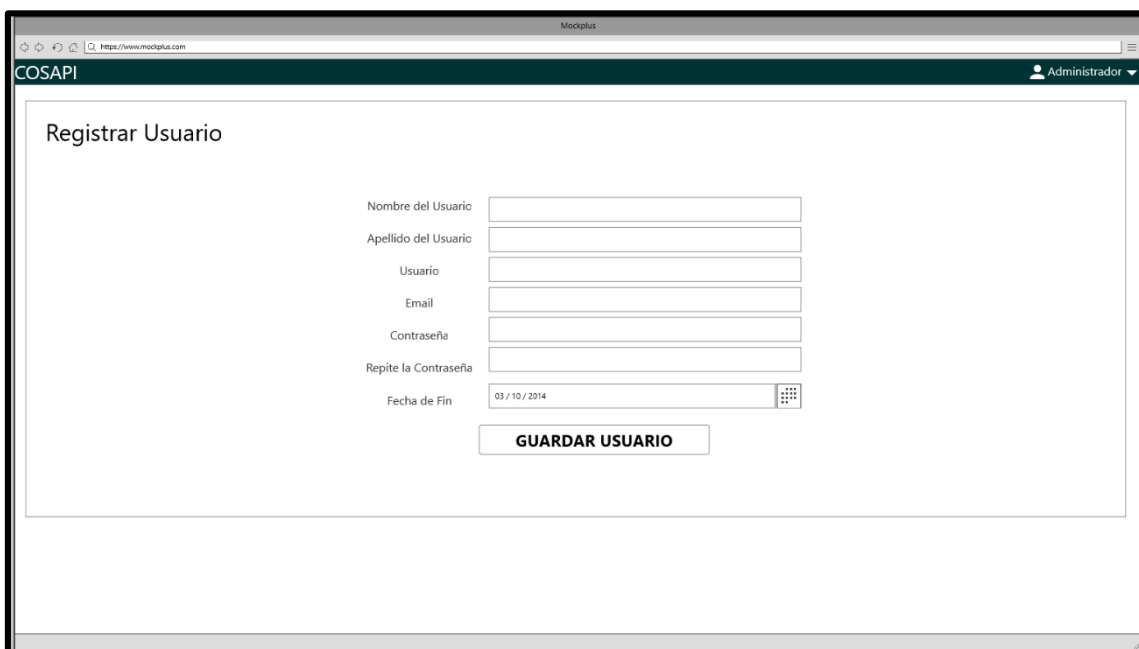 Mockplus
https://www.mockplus.com
COSAPI
Administrador
Registrar Usuario
Nombre del Usuario
Apellido del Usuario
Usuario
Email
Contraseña
Repite la Contraseña
Fecha de Fin
03 / 10 / 2014
GUARDAR USUARIO